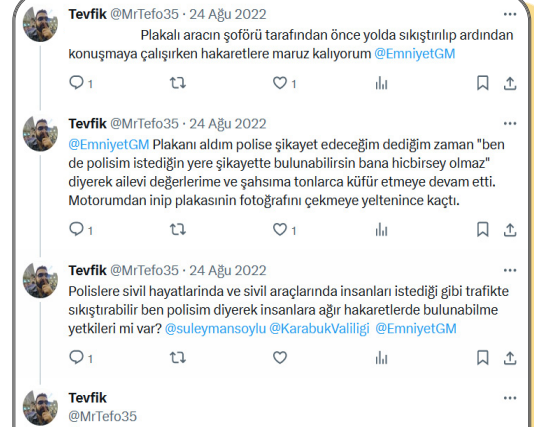 Tevfik @MrTefo35 · 24 Ağu 2022
Plakalı aracın şoförü tarafından önce yolda sıkıştırılıp ardından
konuşmaya çalışırken hakaretlere maruz kalıyorum @EmniyetGM
1 1
Tevfik @MrTefo35 · 24 Ağu 2022
@EmniyetGM Plakanı aldım polise şikayet edeceğim dediğim zaman "ben
de polisim istediğin yere şikayette bulunabilirsin bana hicbirsey olmaz"
diyerek ailevi değerlerime ve şahsıma tonlarca küfür etmeye devam etti.
Motorumdan inip plakasınin fotoğrafını çekmeye yeltenince kaçtı.
1 1
Tevfik @MrTefo35 · 24 Ağu 2022
Polislere sivil hayatlarinda ve sivil araçlarında insanları istediği gibi trafikte
sıkıştırabilir ben polisim diyerek insanlara ağır hakaretlerde bulunabilme
yetkileri mi var? @suleymansoylu @KarabukValiligi @EmniyetGM
1
Tevfik
@MrTefo35